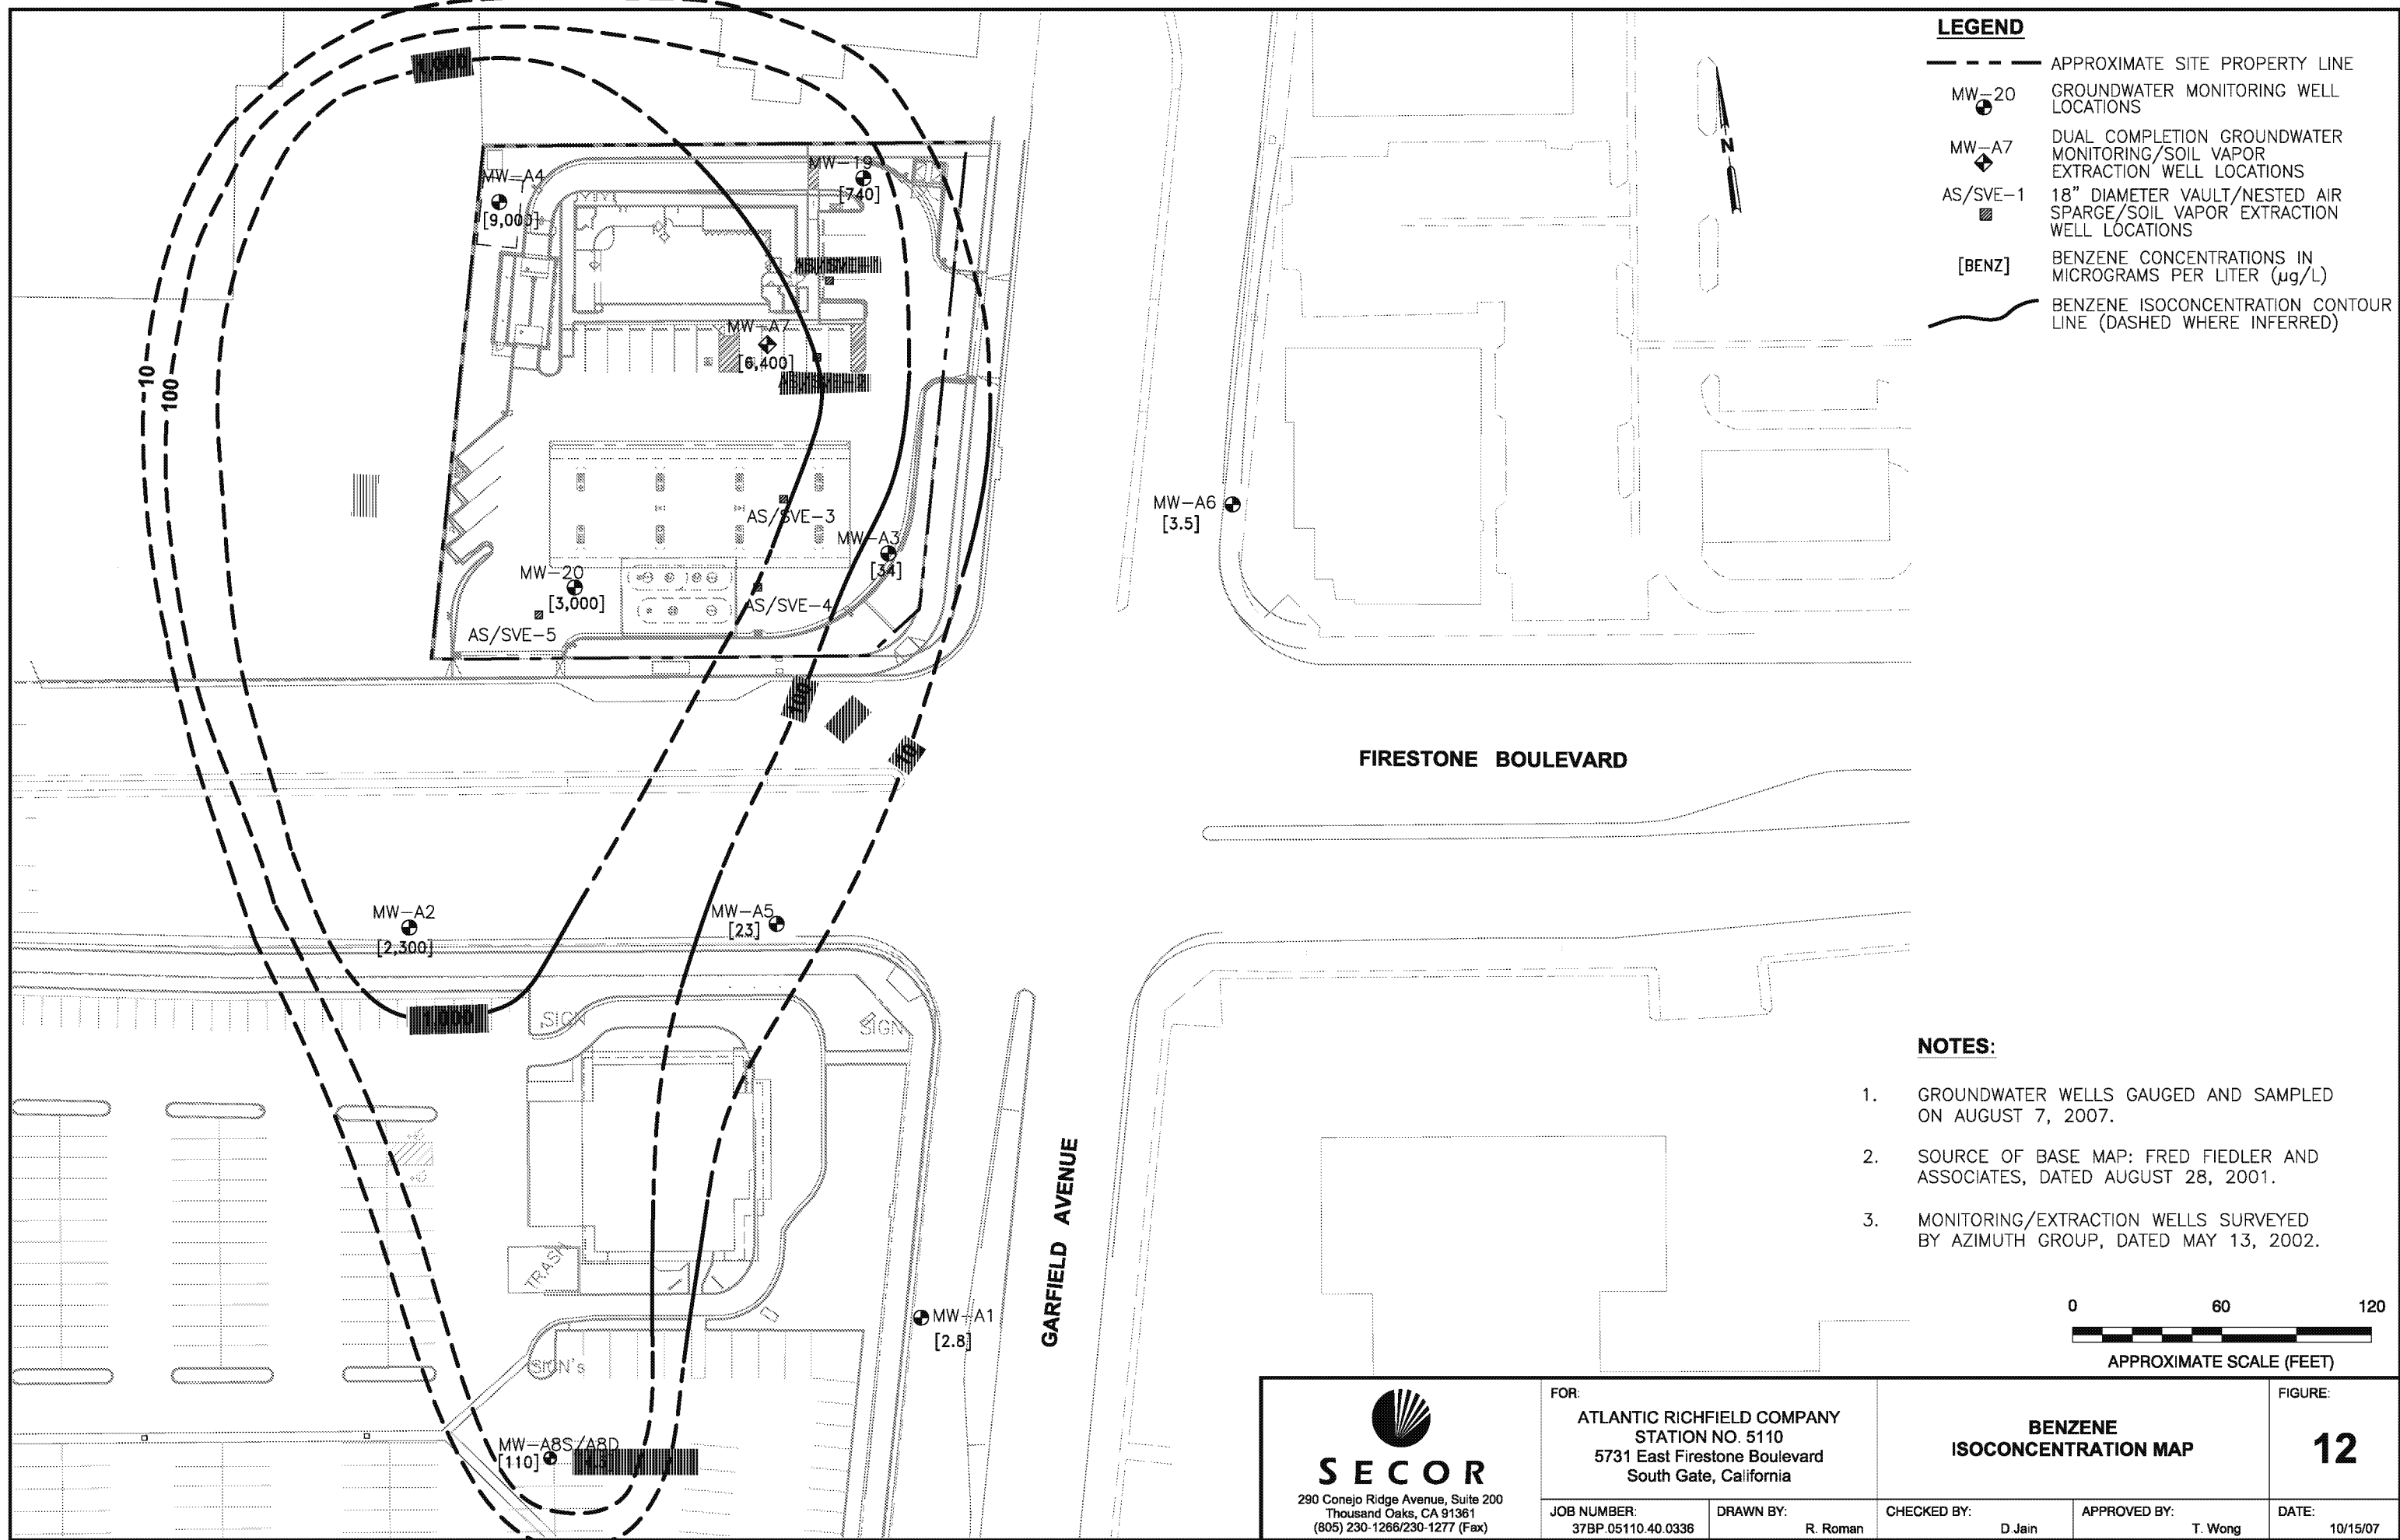 LEGEND
APPROXIMATE SITE PROPERTY LINE
MW-20
GROUNDWATER MONITORING WELL
LOCATIONS
MW-A7
DUAL COMPLETION GROUNDWATER
MONITORING/SOIL VAPOR
EXTRACTION WELL LOCATIONS
AS/SVE-1
18" DIAMETER VAULT/NESTED AIR
SPARGE/SOIL VAPOR EXTRACTION
WELL LOCATIONS
[BENZ]
BENZENE CONCENTRATIONS IN
MICROGRAMS PER LITER (µg/L)
BENZENE ISOCONCENTRATION CONTOUR
LINE (DASHED WHERE INFERRED)
N
1,000
MW-A4
[9,000]
MW-19
[740]
AS/SVE-1
MW-A7
[6,400]
AS/SVE-2
10
100
AS/SVE-3
MW-A6
[3.5]
MW-A3
[34]
MW-20
[3,000]
AS/SVE-4
AS/SVE-5
100
10
FIRESTONE BOULEVARD
MW-A2
[2,300]
MW-A5
[23]
1,000
SIGN
SIGN
GARFIELD AVENUE
TRASH
MW-A1
[2.8]
SIGN's
MW-A8S/A8D
[110]
NOTES:
1. GROUNDWATER WELLS GAUGED AND SAMPLED
ON AUGUST 7, 2007.
2. SOURCE OF BASE MAP: FRED FIEDLER AND
ASSOCIATES, DATED AUGUST 28, 2001.
3. MONITORING/EXTRACTION WELLS SURVEYED
BY AZIMUTH GROUP, DATED MAY 13, 2002.
0 60 120
APPROXIMATE SCALE (FEET)
SECOR
290 Conejo Ridge Avenue, Suite 200
Thousand Oaks, CA 91361
(805) 230-1266/230-1277 (Fax)
FOR:
ATLANTIC RICHFIELD COMPANY
STATION NO. 5110
5731 East Firestone Boulevard
South Gate, California
BENZENE
ISOCONCENTRATION MAP
FIGURE:
12
JOB NUMBER:
37BP.05110.40.0336
DRAWN BY:
R. Roman
CHECKED BY:
D.Jain
APPROVED BY:
T. Wong
DATE:
10/15/07